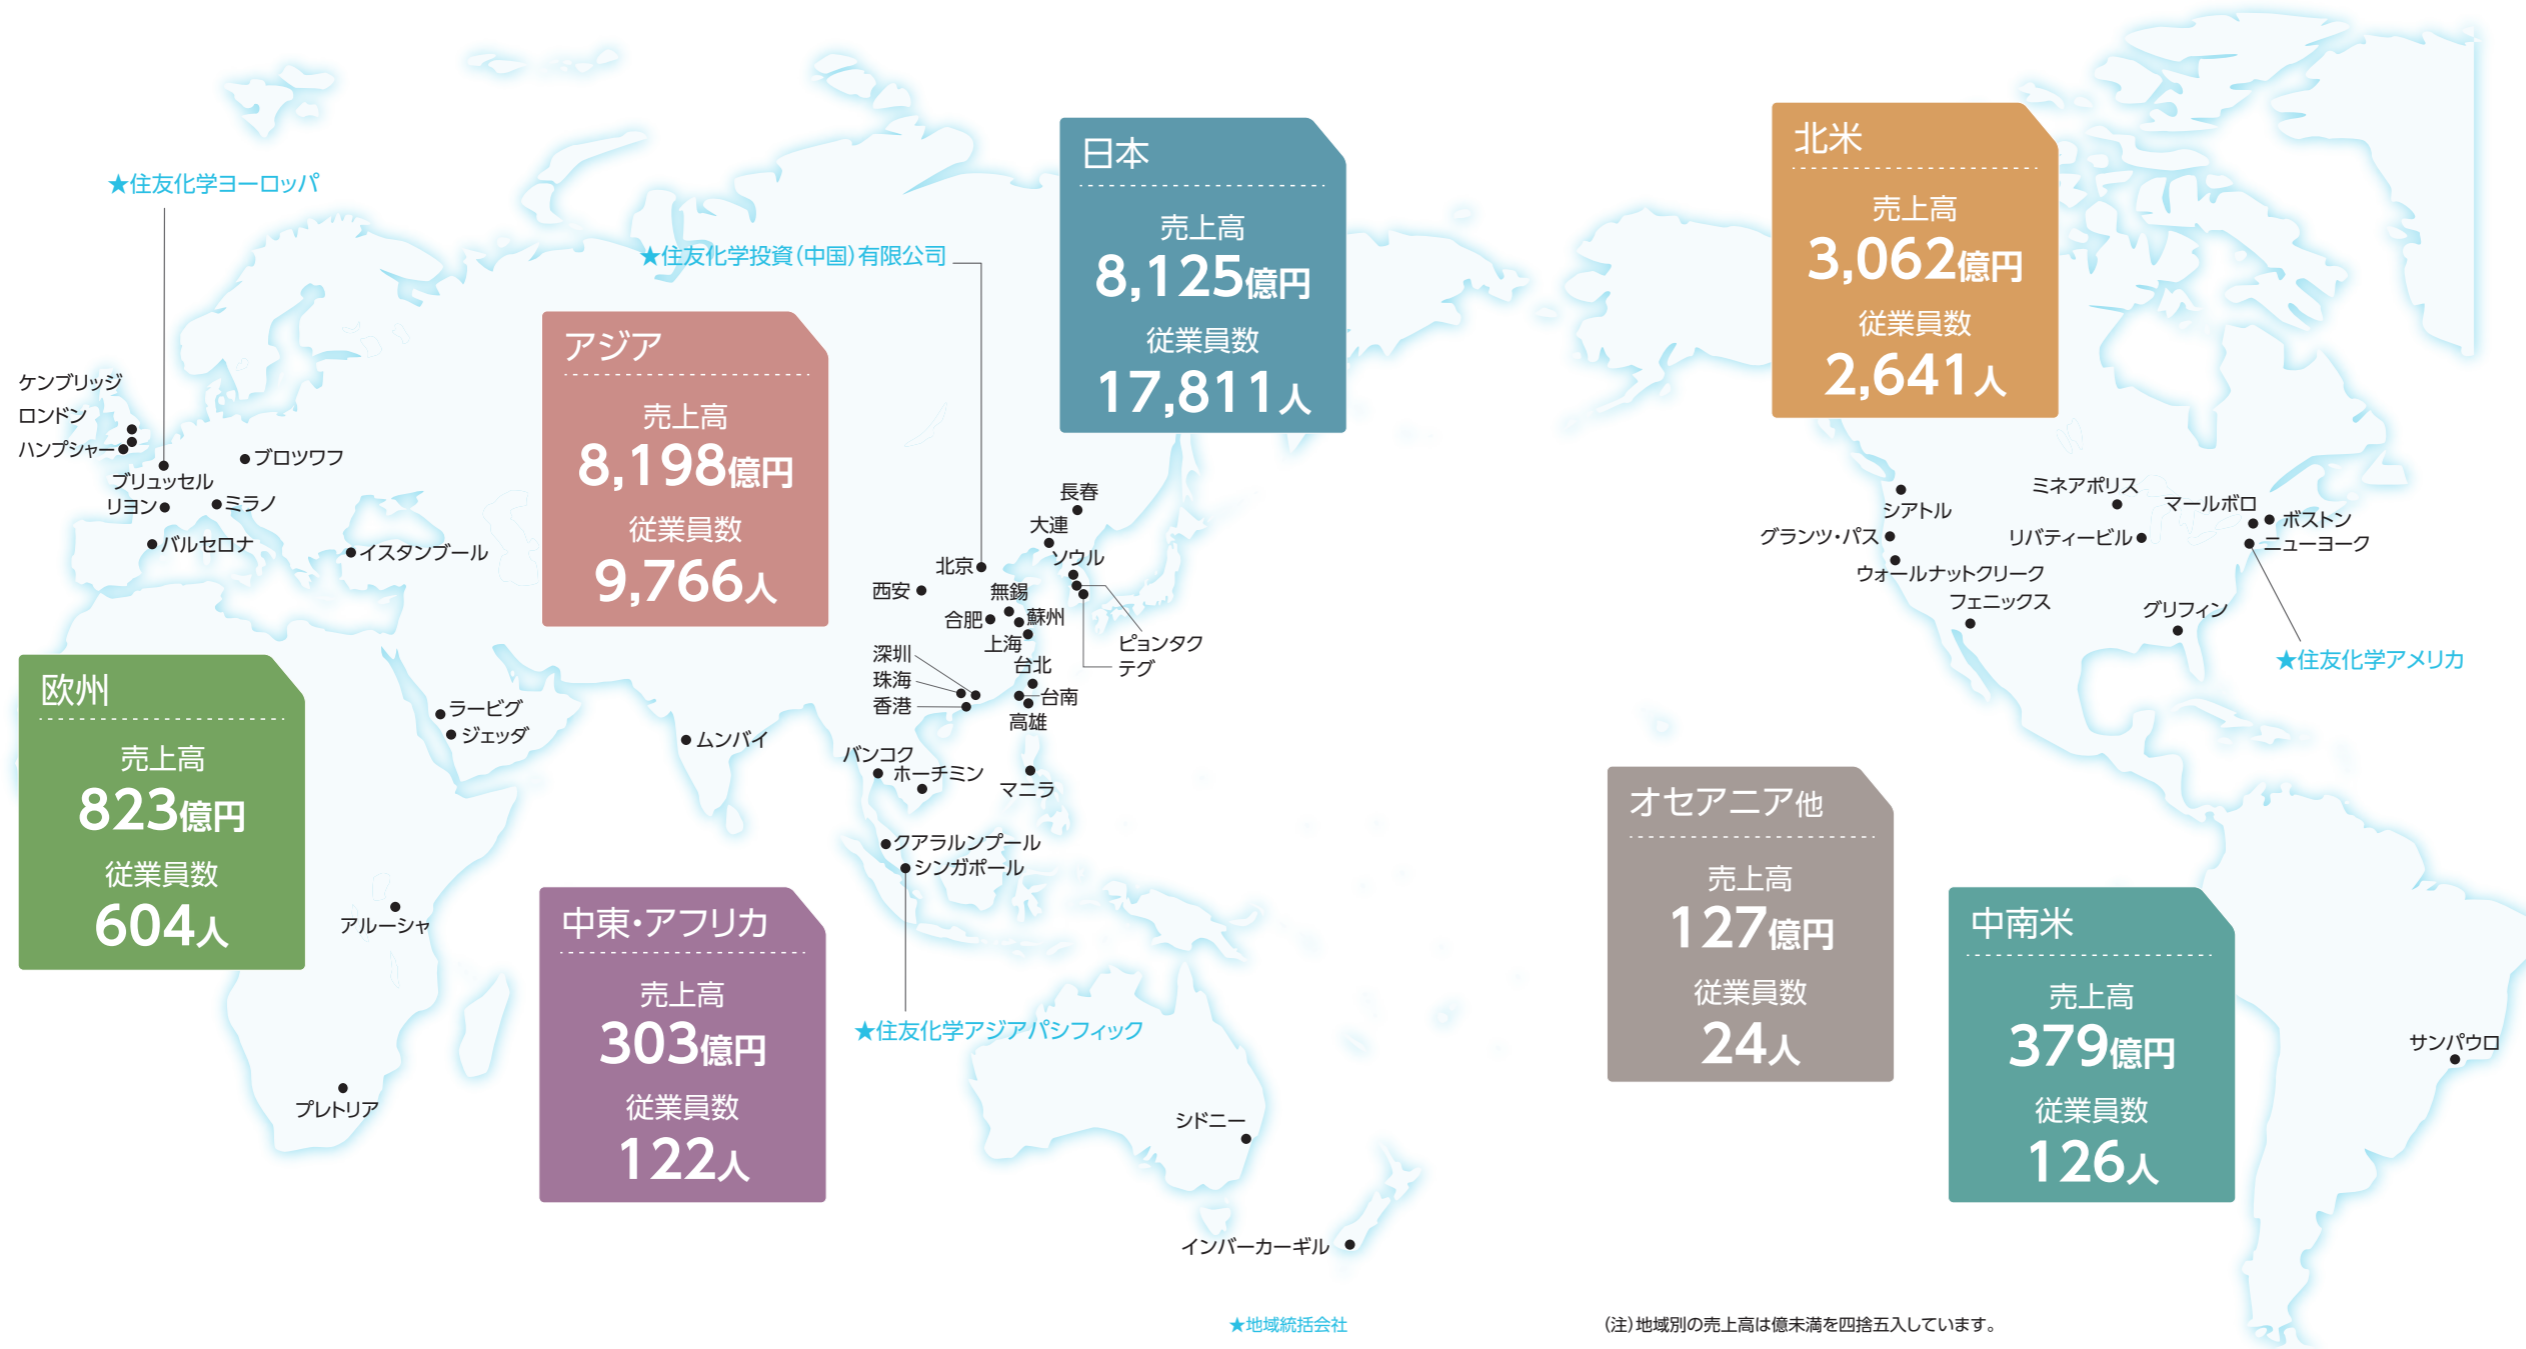 ★住友化学ヨーロッパ
ケンブリッジ
ロンドン
ハンプシャー
ブリュッセル
リヨン
ブロツワフ
ミラノ
バルセロナ
イスタンブール
欧州
売上高
823億円
従業員数
604人
ラービグ
ジェッダ
アルーシャ
プレトリア
アジア
売上高
8,198億円
従業員数
9,766人
中東・アフリカ
売上高
303億円
従業員数
122人
★住友化学投資(中国)有限公司
日本
売上高
8,125億円
従業員数
17,811人
長春
大連
ソウル
北京
西安
無錫
合肥
蘇州
上海
ピョンタク
テグ
深圳
珠海
香港
台北
台南
高雄
ムンバイ
バンコク
ホーチミン
マニラ
クアラルンプール
シンガポール
★住友化学アジアパシフィック
シドニー
インバーカーギル
北米
売上高
3,062億円
従業員数
2,641人
シアトル
グランツ・パス
ウォールナットクリーク
フェニックス
ミネアポリス
リバティービル
マールボロ
ボストン
ニューヨーク
グリフィン
★住友化学アメリカ
オセアニア他
売上高
127億円
従業員数
24人
中南米
売上高
379億円
従業員数
126人
サンパウロ
★地域統括会社
(注)地域別の売上高は億未満を四捨五入しています。